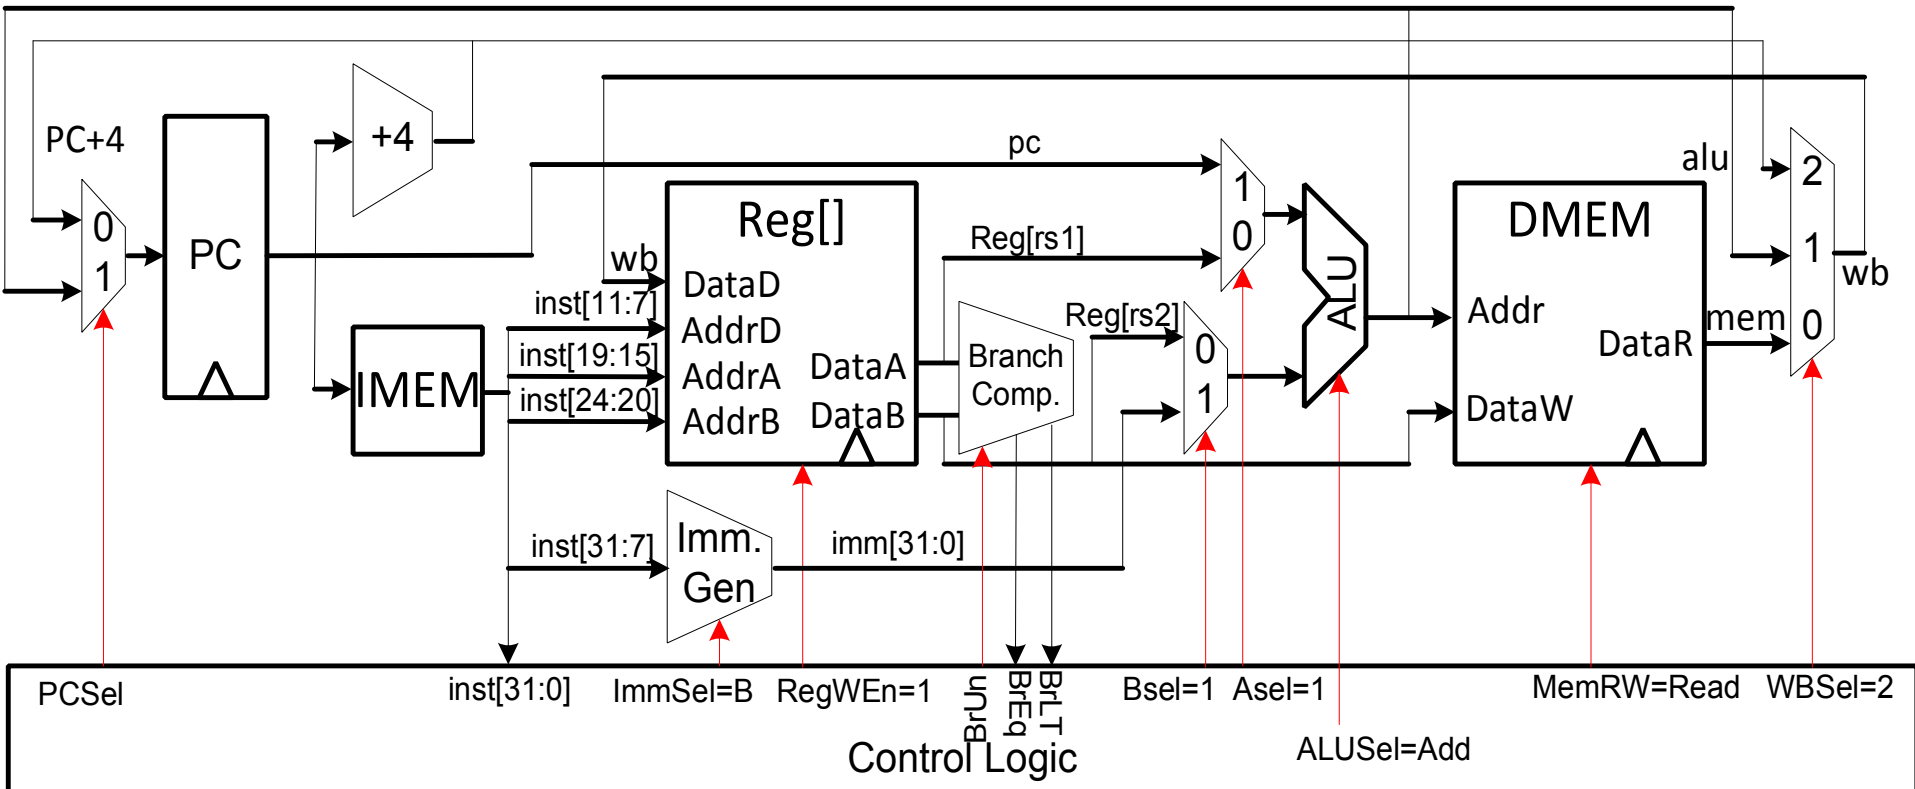 PC+4
0
1
PC
+4
IMEM
inst[11:7]
inst[19:15]
inst[24:20]
wb
Reg[]
DataD
AddrD
AddrA
AddrB
DataA
DataB
pc
Reg[rs1]
Reg[rs2]
Branch
Comp.
1
0
0
1
ALU
DMEM
Addr
DataR
DataW
alu
mem
2
1
0
wb
inst[31:7]
Imm.
Gen
imm[31:0]
PCSel
inst[31:0]
ImmSel=B
RegWEn=1
BrUn
BrEq
BrLT
Bsel=1
Asel=1
ALUSel=Add
MemRW=Read
WBSel=2
Control Logic